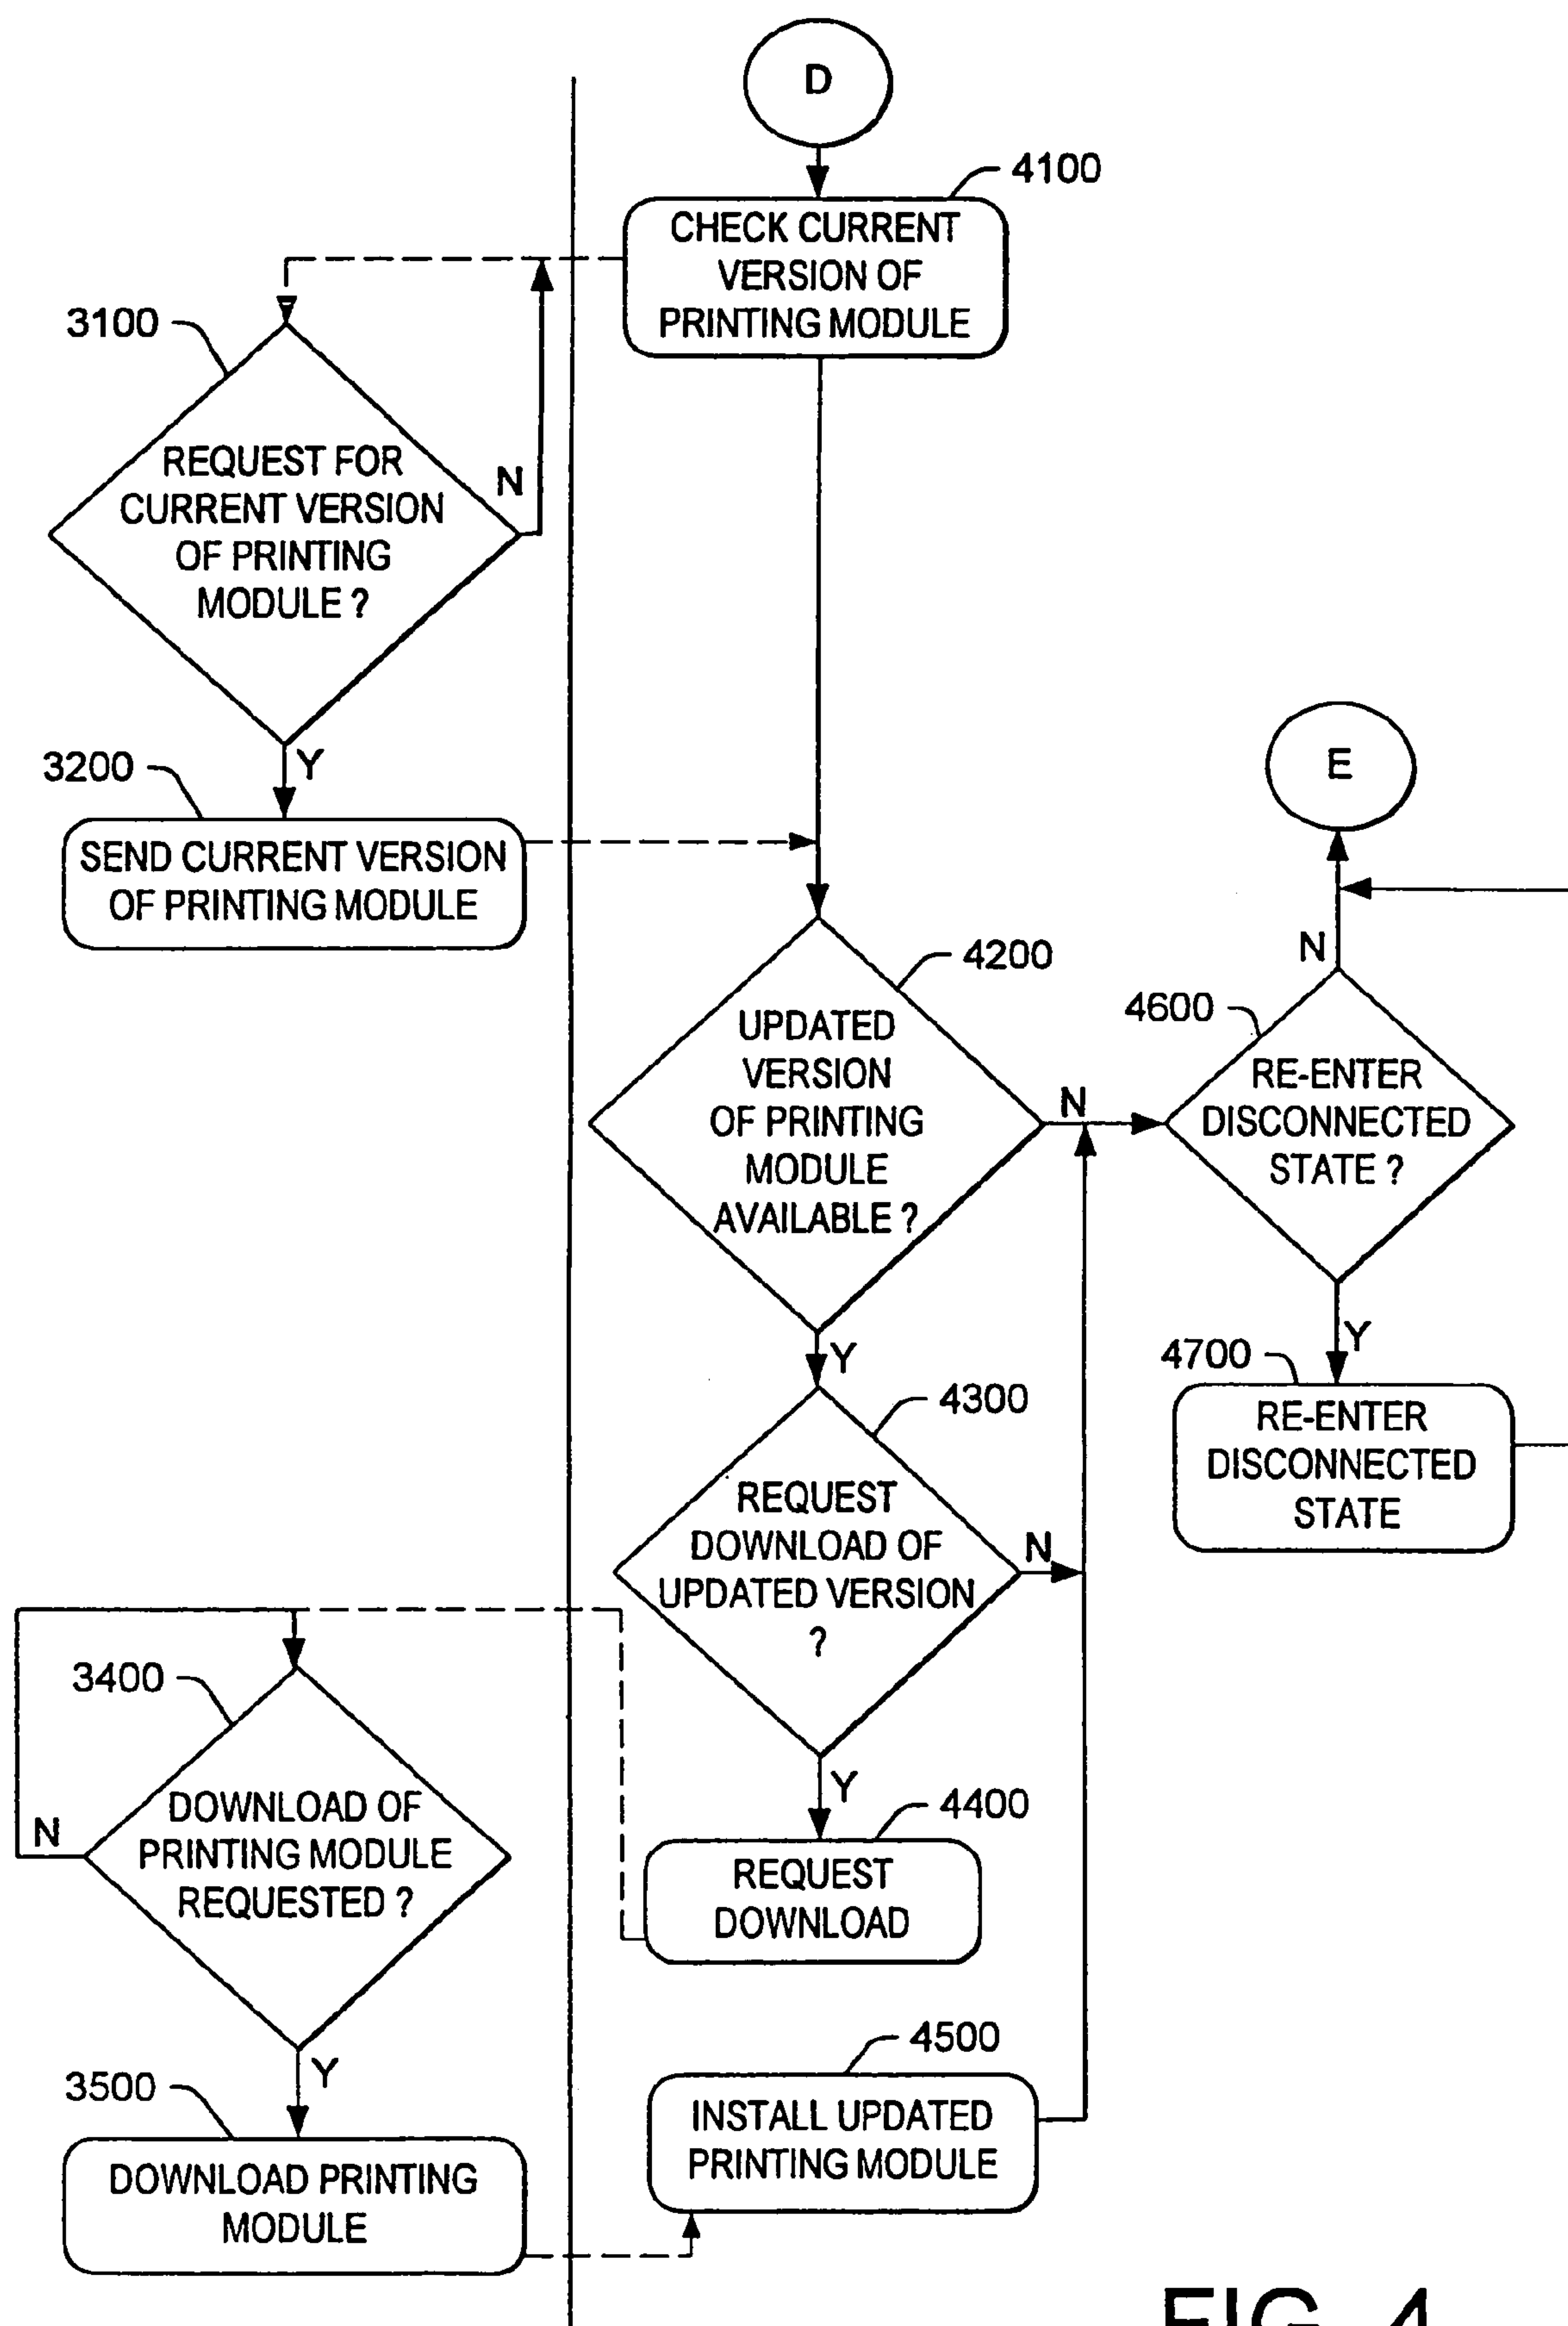 D
4100
CHECK CURRENT
VERSION OF
PRINTING MODULE
3100
REQUEST FOR
CURRENT VERSION
OF PRINTING
MODULE ?
N
Y
3200
SEND CURRENT VERSION
OF PRINTING MODULE
E
N
4200
UPDATED
VERSION
OF PRINTING
MODULE
AVAILABLE ?
N
Y
4600
RE-ENTER
DISCONNECTED
STATE ?
Y
4700
RE-ENTER
DISCONNECTED
STATE
4300
REQUEST
DOWNLOAD OF
UPDATED VERSION
?
N
Y
3400
DOWNLOAD OF
PRINTING MODULE
REQUESTED ?
N
Y
4400
REQUEST
DOWNLOAD
4500
INSTALL UPDATED
PRINTING MODULE
3500
DOWNLOAD PRINTING
MODULE
FIG. 4